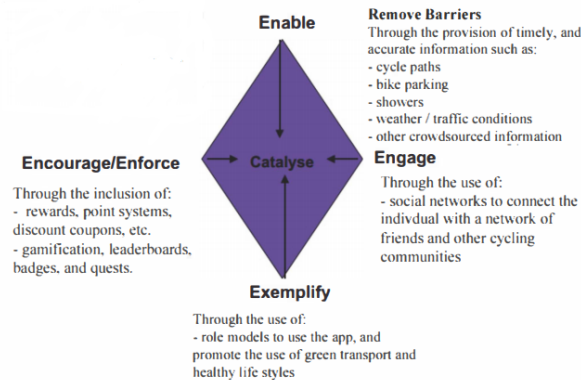 Enable
Remove Barriers
Through the provision of timely, and
accurate information such as:
- cycle paths
- bike parking
- showers
- weather / traffic conditions
- other crowdsourced information
Encourage/Enforce
Through the inclusion of:
- rewards, point systems,
discount coupons, etc.
- gamification, leaderboards,
badges, and quests.
Catalyse
Engage
Through the use of:
- social networks to connect the
indivdual with a network of
friends and other cycling
communities
Exemplify
Through the use of:
- role models to use the app, and
promote the use of green transport and
healthy life styles